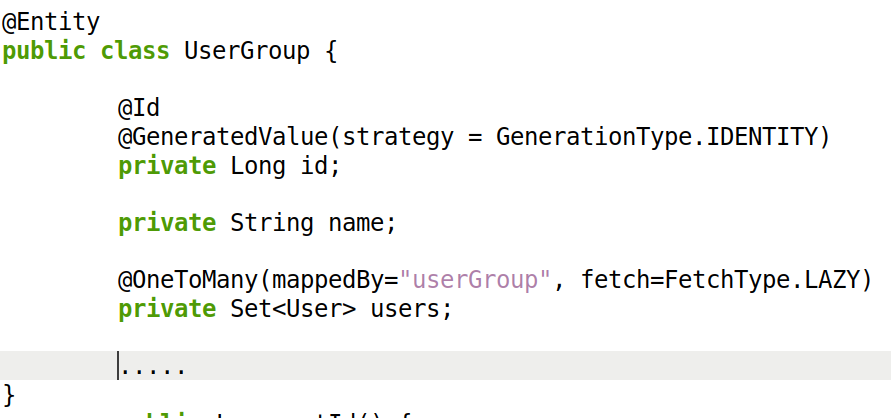 @Entity
public class UserGroup {
@Id
@GeneratedValue(strategy = GenerationType.IDENTITY)
private Long id;
private String name;
@OneToMany(mappedBy="userGroup", fetch=FetchType.LAZY)
private Set<User> users;
.....
}